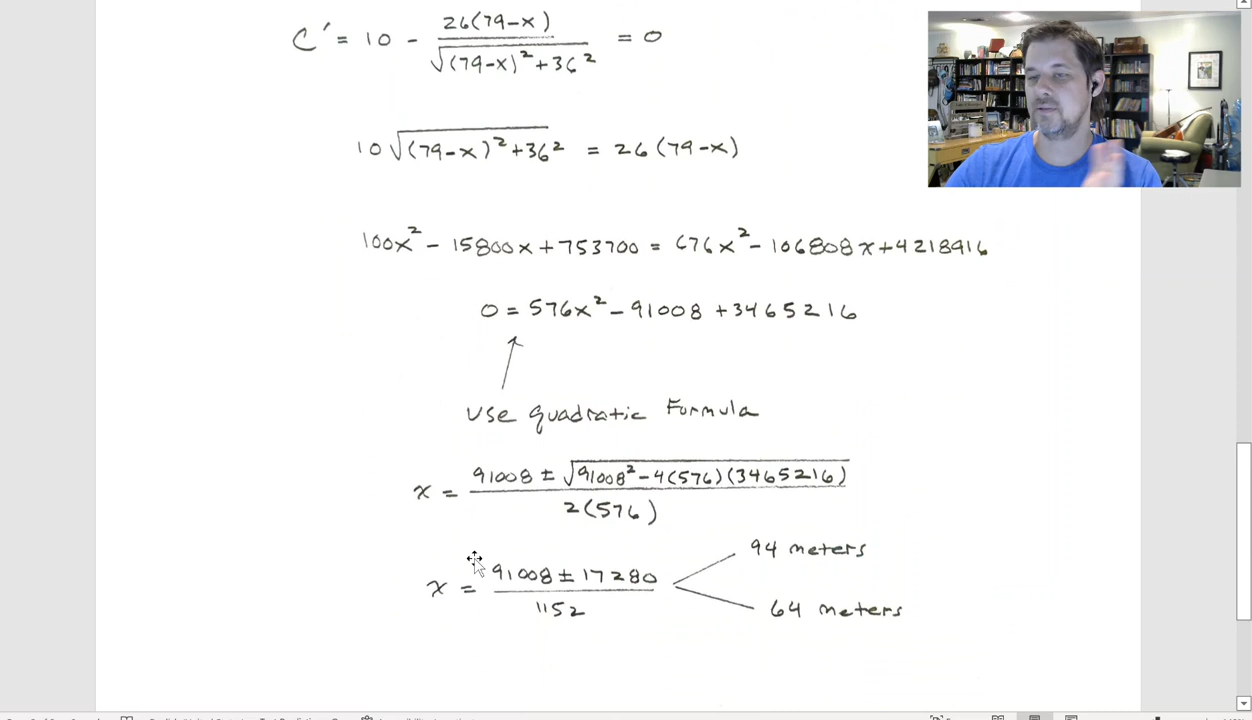 C' = 10 - 26(79-x) / √(79-x)²+36² = 0
10√(79-x)²+36² = 26(79-x)
100x² - 15800x + 753700 = 676x² - 106808x + 4218916
0 = 576x² - 91008 + 3465216
Use quadratic Formula
x = 91008 ± √91008² - 4(576)(3465216) / 2(576)
94 meters
x = 91008 ± 17280 / 1152
64 meters